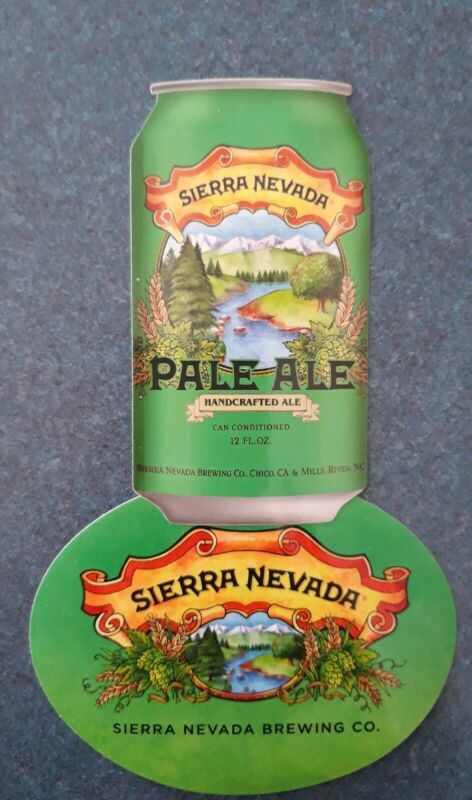 SIERRA NEVADA
PALE ALE
HANDCRAFTED ALE
CAN CONDITIONED
12 FL. OZ.
SIERRA NEVADA BREWING CO., CHICO, CA & MILLS RIVER, NC
SIERRA NEVADA®
SIERRA NEVADA BREWING CO.